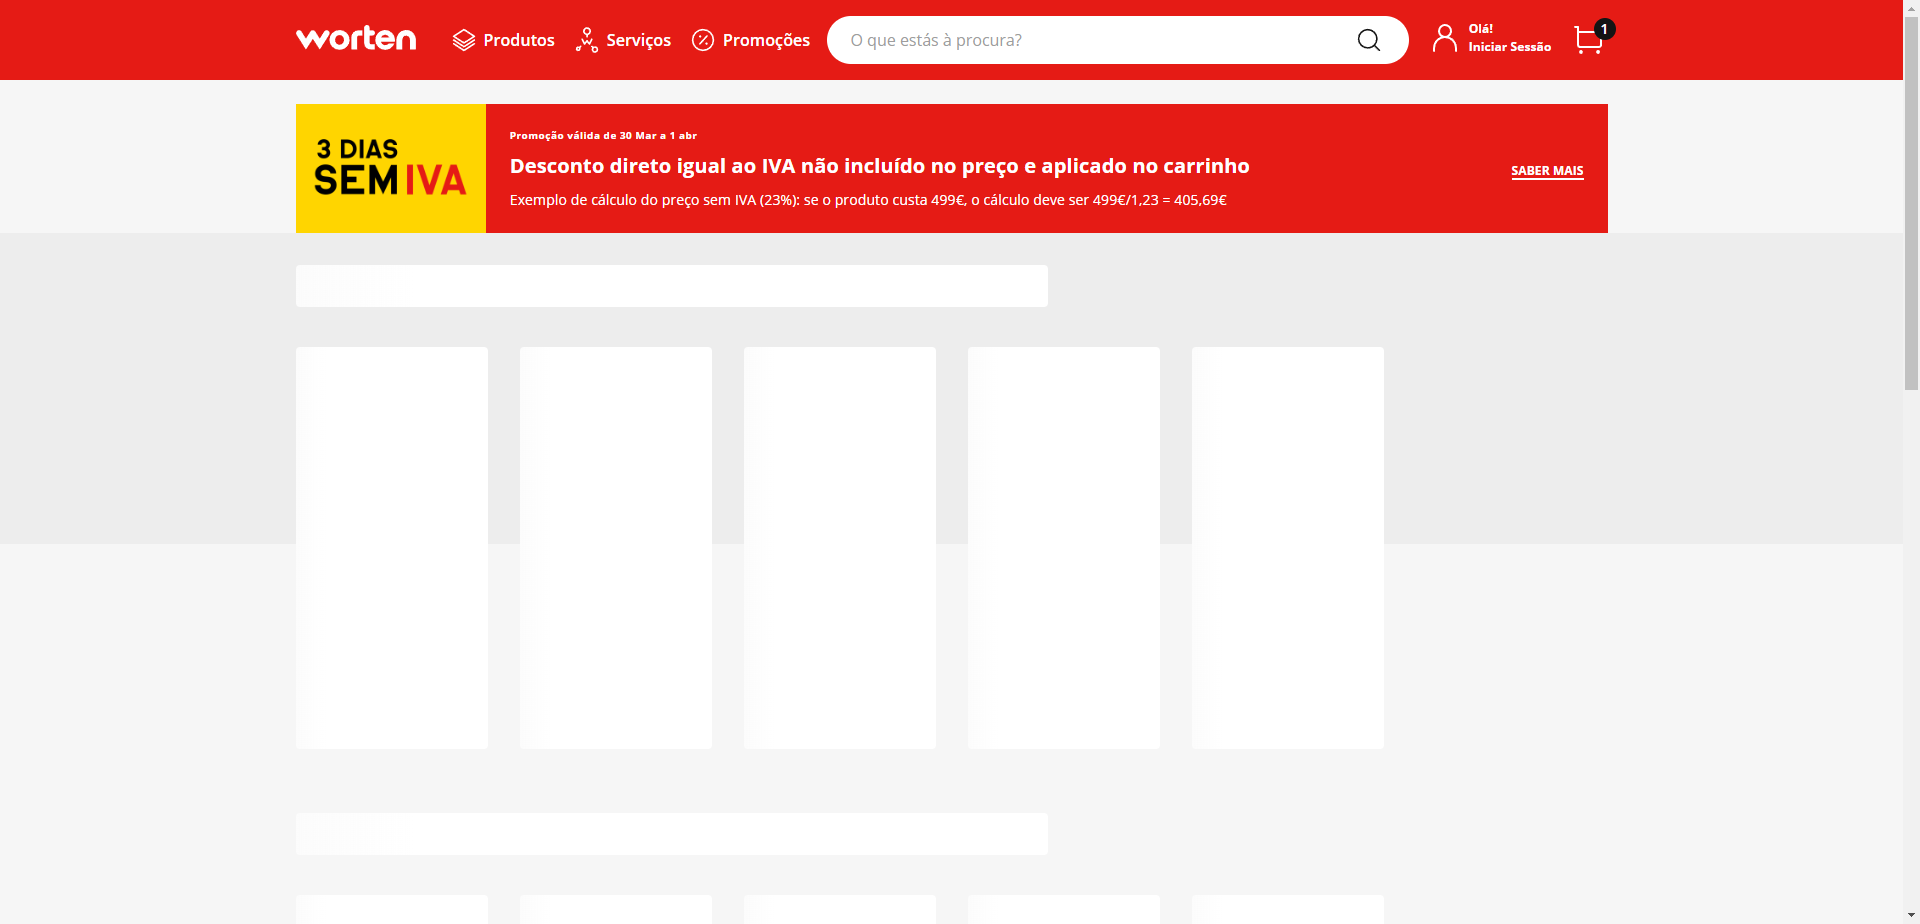 worten
Produtos
Serviços
Promoções
O que estás à procura?
Olá!
Iniciar Sessão
1
3 DIAS
SEM IVA
Promoção válida de 30 Mar a 1 abr
Desconto direto igual ao IVA não incluído no preço e aplicado no carrinho
Exemplo de cálculo do preço sem IVA (23%): se o produto custa 499€, o cálculo deve ser 499€/1,23 = 405,69€
SABER MAIS